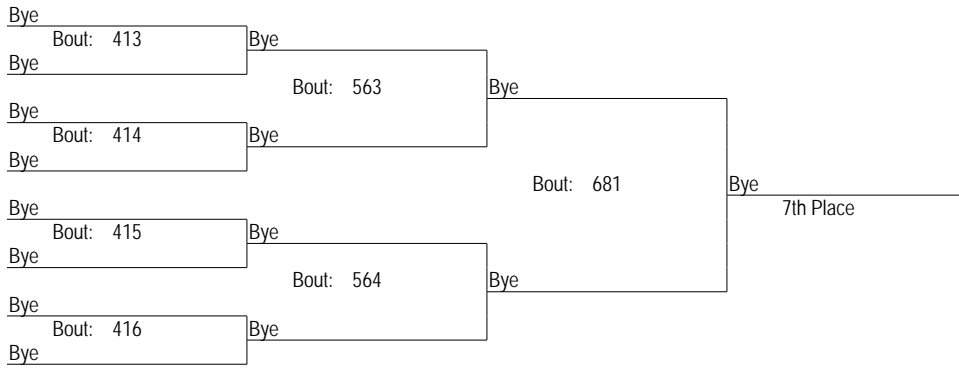 Bye
Bout: 413 Bye
Bye
Bout: 563 Bye
Bye
Bout: 414 Bye
Bye
Bout: 681 Bye
7th Place
Bye
Bout: 415 Bye
Bye
Bout: 564 Bye
Bye
Bout: 416 Bye
Bye